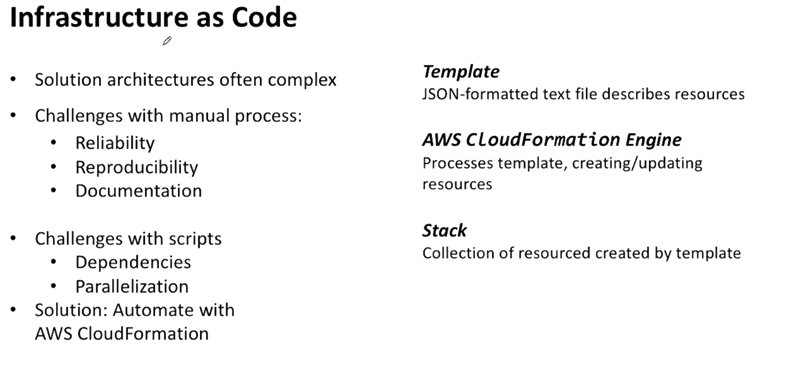 Infrastructure as Code
• Solution architectures often complex
• Challenges with manual process:
• Reliability
• Reproducibility
• Documentation
• Challenges with scripts
• Dependencies
• Parallelization
• Solution: Automate with
AWS CloudFormation
Template
JSON-formatted text file describes resources
AWS CloudFormation Engine
Processes template, creating/updating
resources
Stack
Collection of resourced created by template